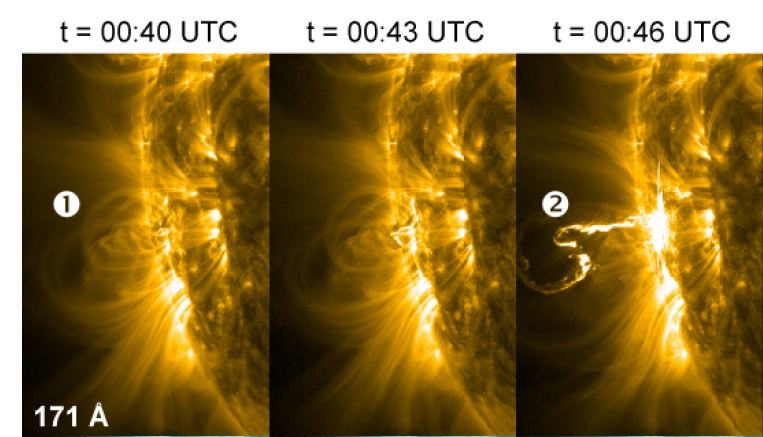 t = 00:40 UTC
t = 00:43 UTC
t = 00:46 UTC
1
2
171 Å